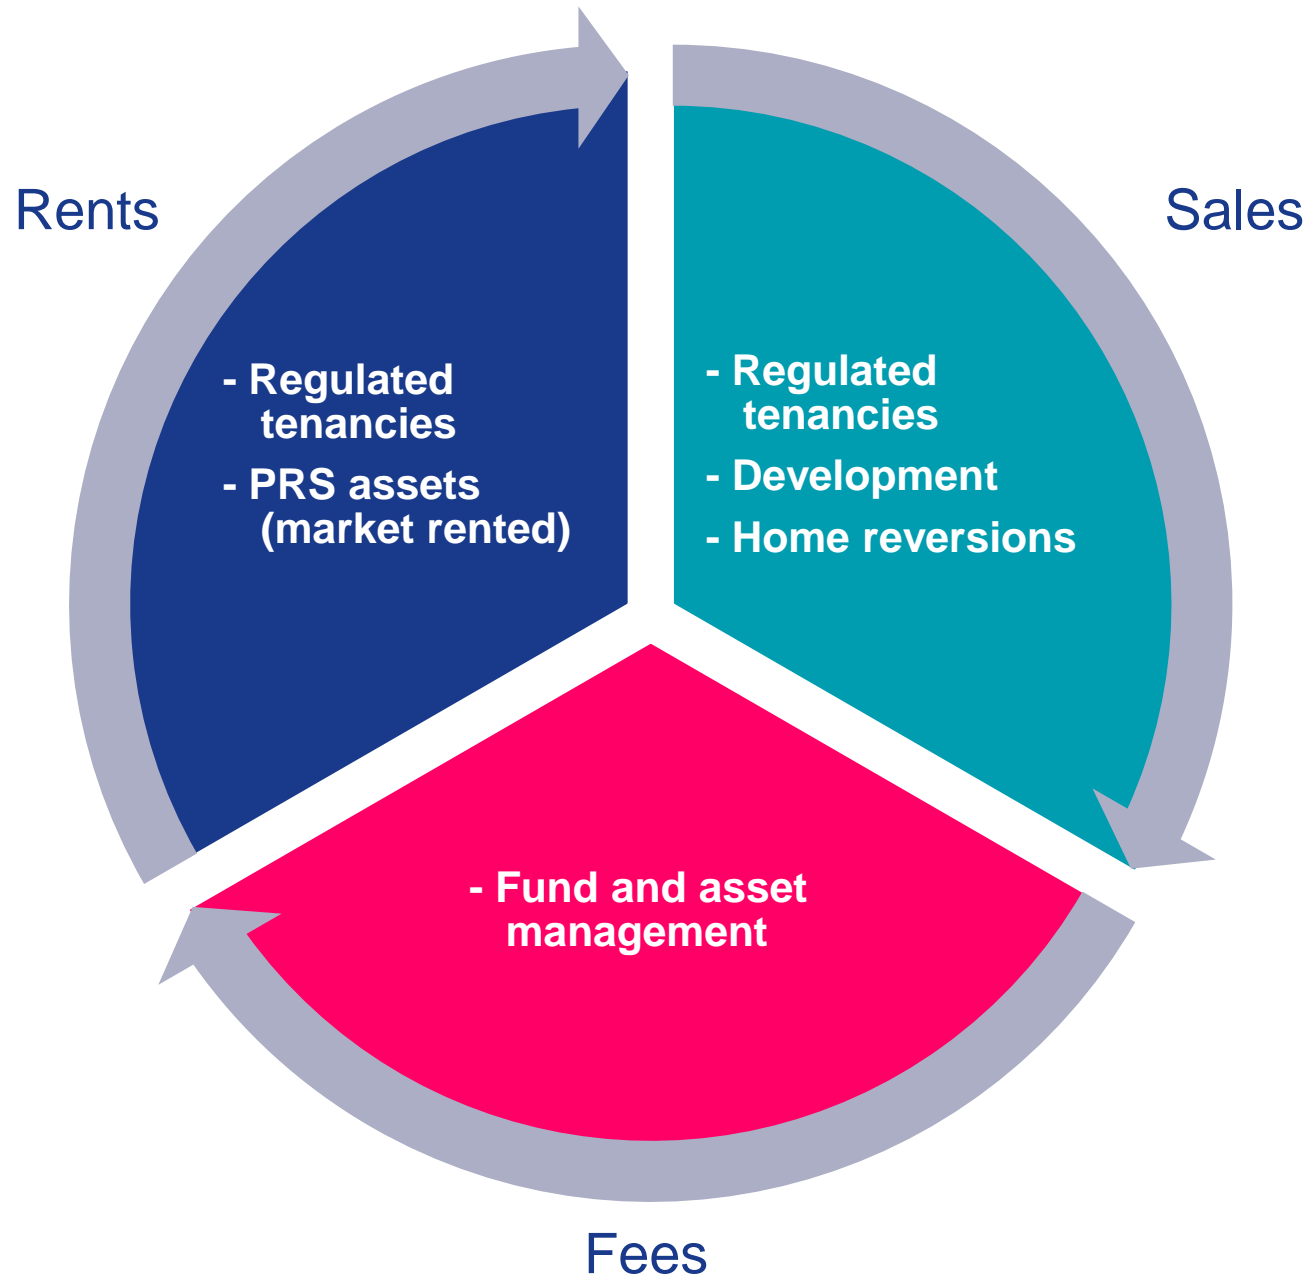 Rents
Sales
- Regulated
tenancies
- PRS assets
(market rented)
- Regulated
tenancies
- Development
- Home reversions
- Fund and asset
management
Fees